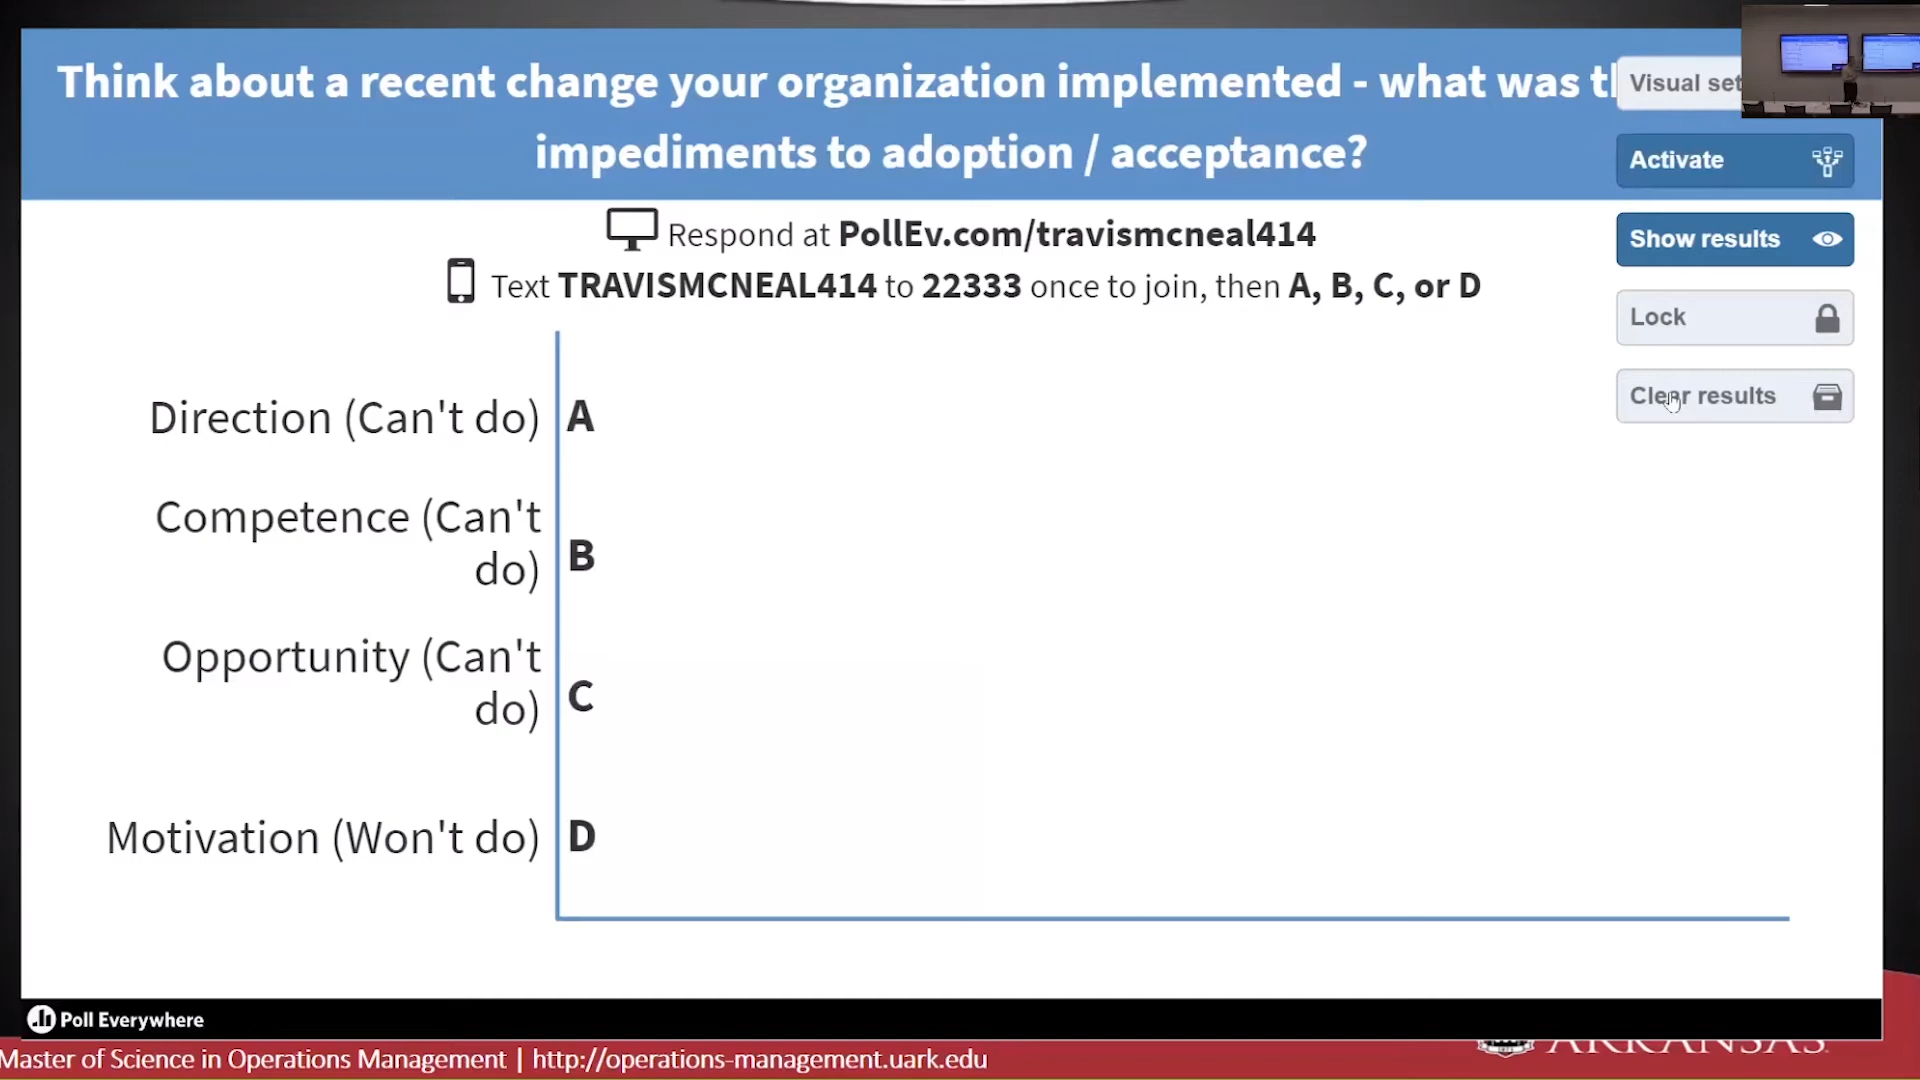 Think about a recent change your organization implemented - what was
impediments to adoption / acceptance?
Visual
Activate
Show results
Lock
Clear results
Respond at PollEv.com/travismcneal414
Text TRAVISMCNEAL414 to 22333 once to join, then A, B, C, or D
Direction (Can't do) A
Competence (Can't
do) B
Opportunity (Can't
do) C
Motivation (Won't do) D
Poll Everywhere
Master of Science in Operations Management | http://operations-management.uark.edu
ARKANSAS